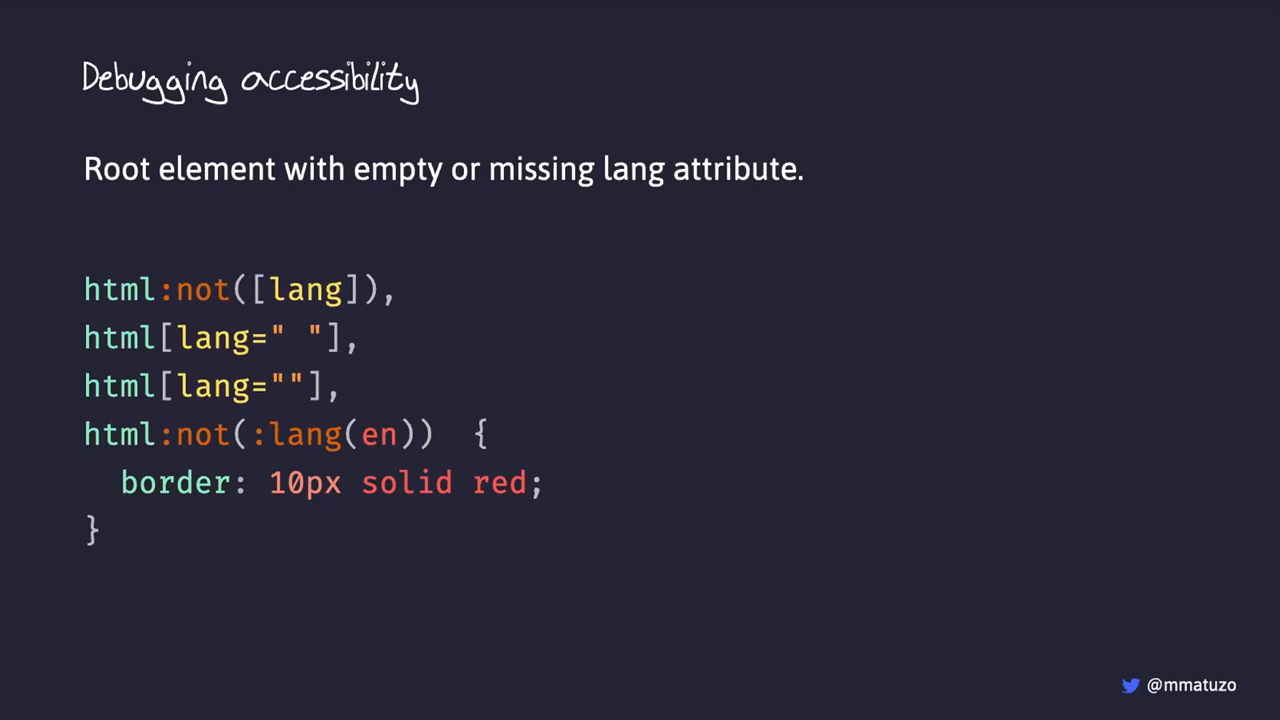 Debugging accessibility
Root element with empty or missing lang attribute.
html:not([lang]),
html[lang=" "],
html[lang=""],
html:not(:lang(en))  {
  border: 10px solid red;
}
@mmatuzo